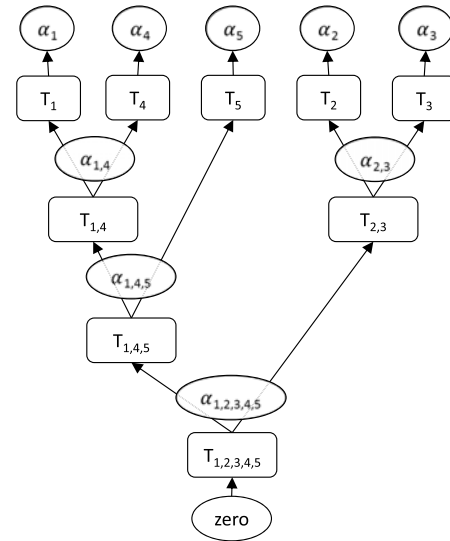 α₁ α₄ α₅ α₂ α₃
T₁ T₄ T₅ T₂ T₃
α₁,₄ α₂,₃
T₁,₄ T₂,₃
α₁,₄,₅
T₁,₄,₅
α₁,₂,₃,₄,₅
T₁,₂,₃,₄,₅
zero